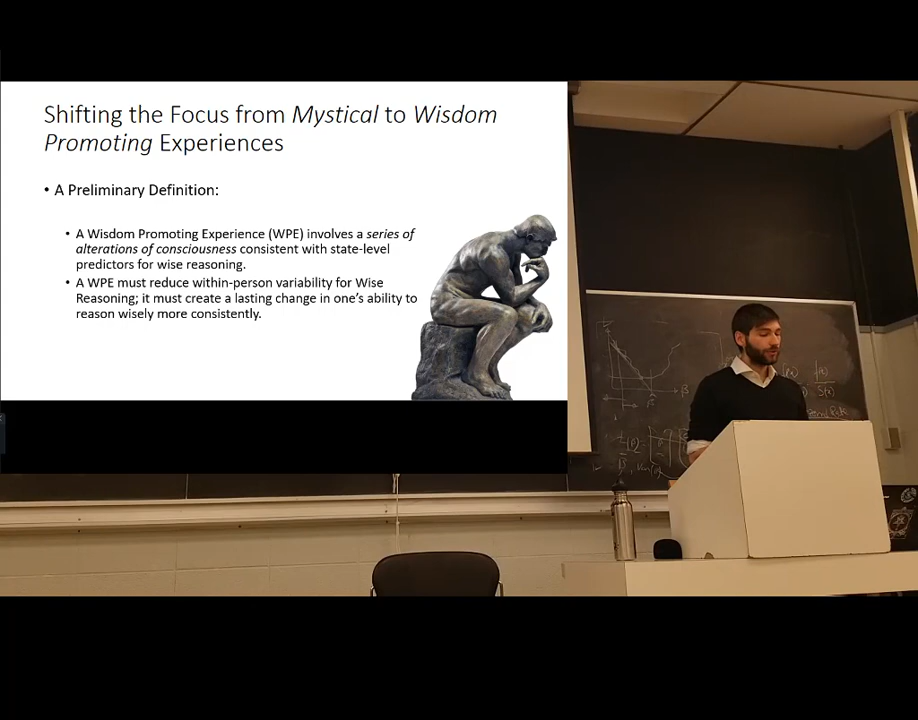 Shifting the Focus from Mystical to Wisdom
Promoting Experiences
• A Preliminary Definition:
• A Wisdom Promoting Experience (WPE) involves a series of
alterations of consciousness consistent with state-level
predictors for wise reasoning.
• A WPE must reduce within-person variability for Wise
Reasoning; it must create a lasting change in one's ability to
reason wisely more consistently.